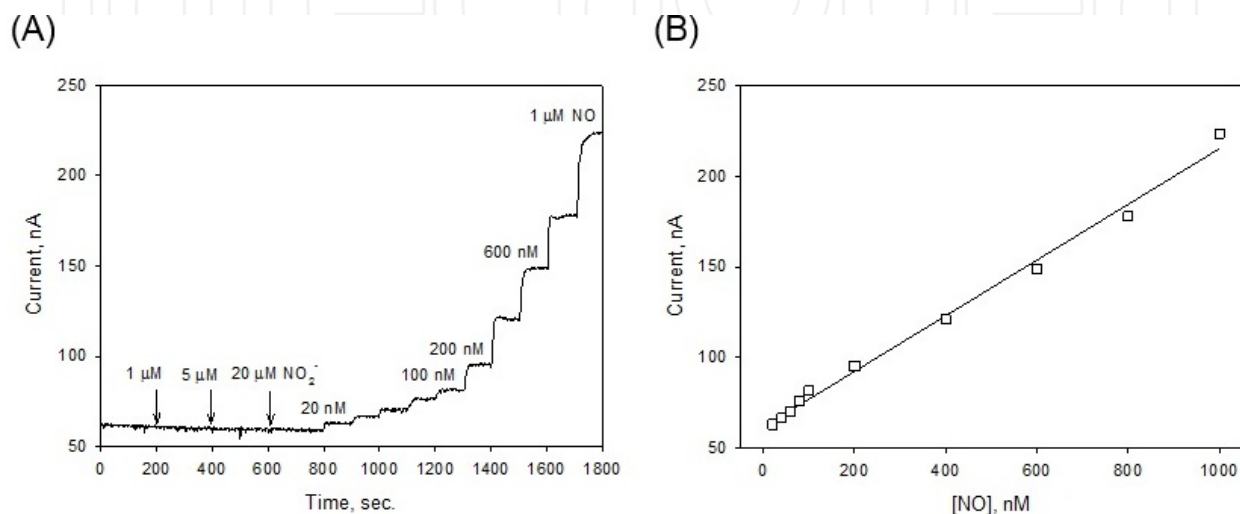 (A)
250
200
150
100
50
Current, nA
1 μM NO
600 nM
200 nM
100 nM
20 nM
1 μM
5 μM
20 μM NO₂⁻
0
200
400
600
800
1000
1200
1400
1600
1800
Time, sec.
(B)
250
200
150
100
50
Current, nA
0
200
400
600
800
1000
[NO], nM